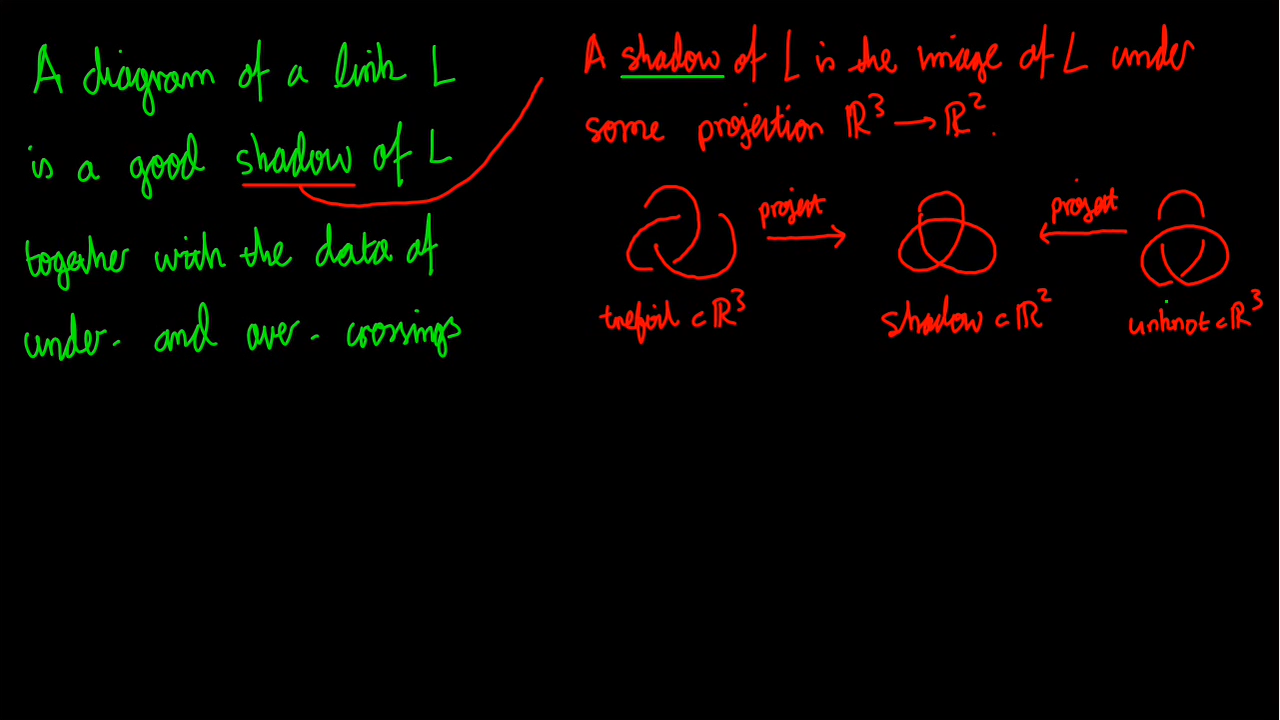 A diagram of a link L
is a good shadow of L
together with the data of
under- and over-crossings
A shadow of L is the image of L under
some projection ℝ³ → ℝ².
project
project
trefoil ⊂ ℝ³
shadow ⊂ ℝ²
unknot ⊂ ℝ³